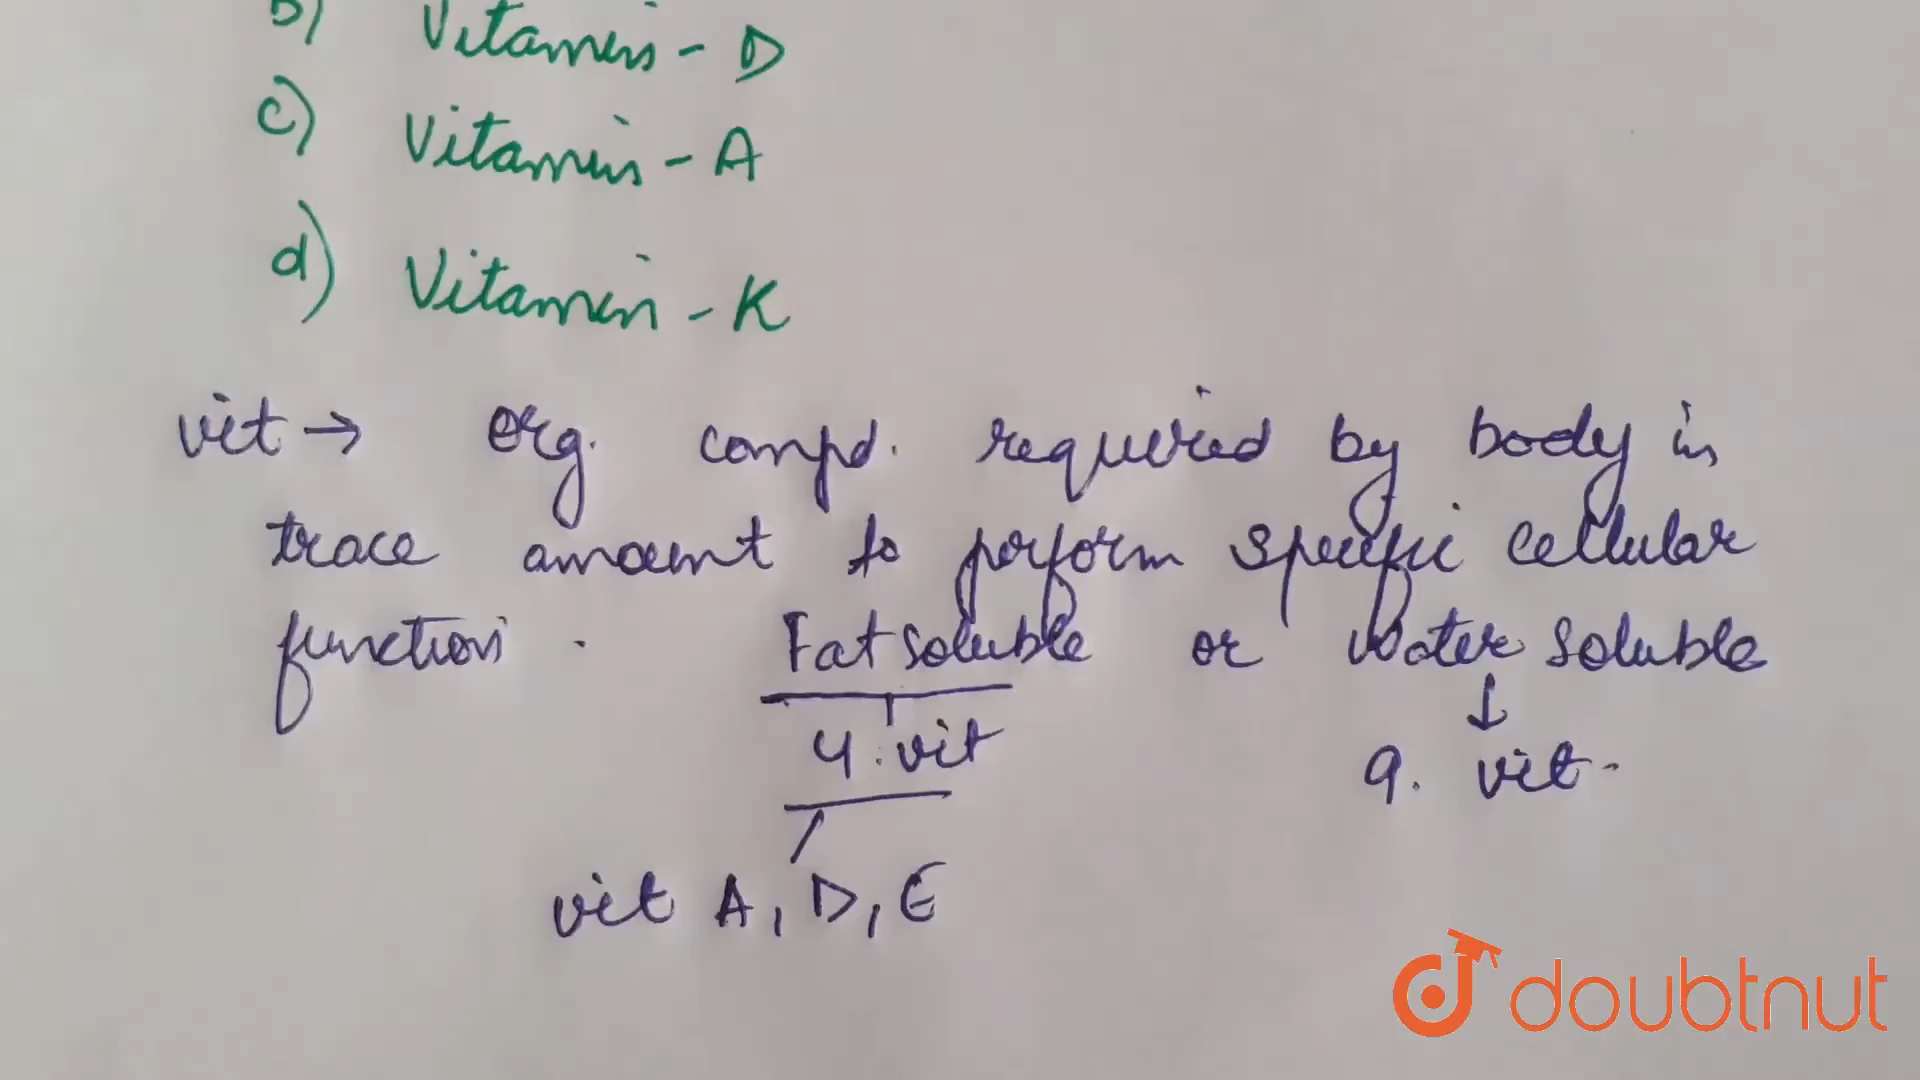 b) Vitamin - D
c) Vitamin - A
d) Vitamin - K
vit → org. compd. required by body in
trace amount to perform specific cellular
function. Fat soluble or water soluble
↓
4. vit
9. vit.
vit A, D, E
doubtnut